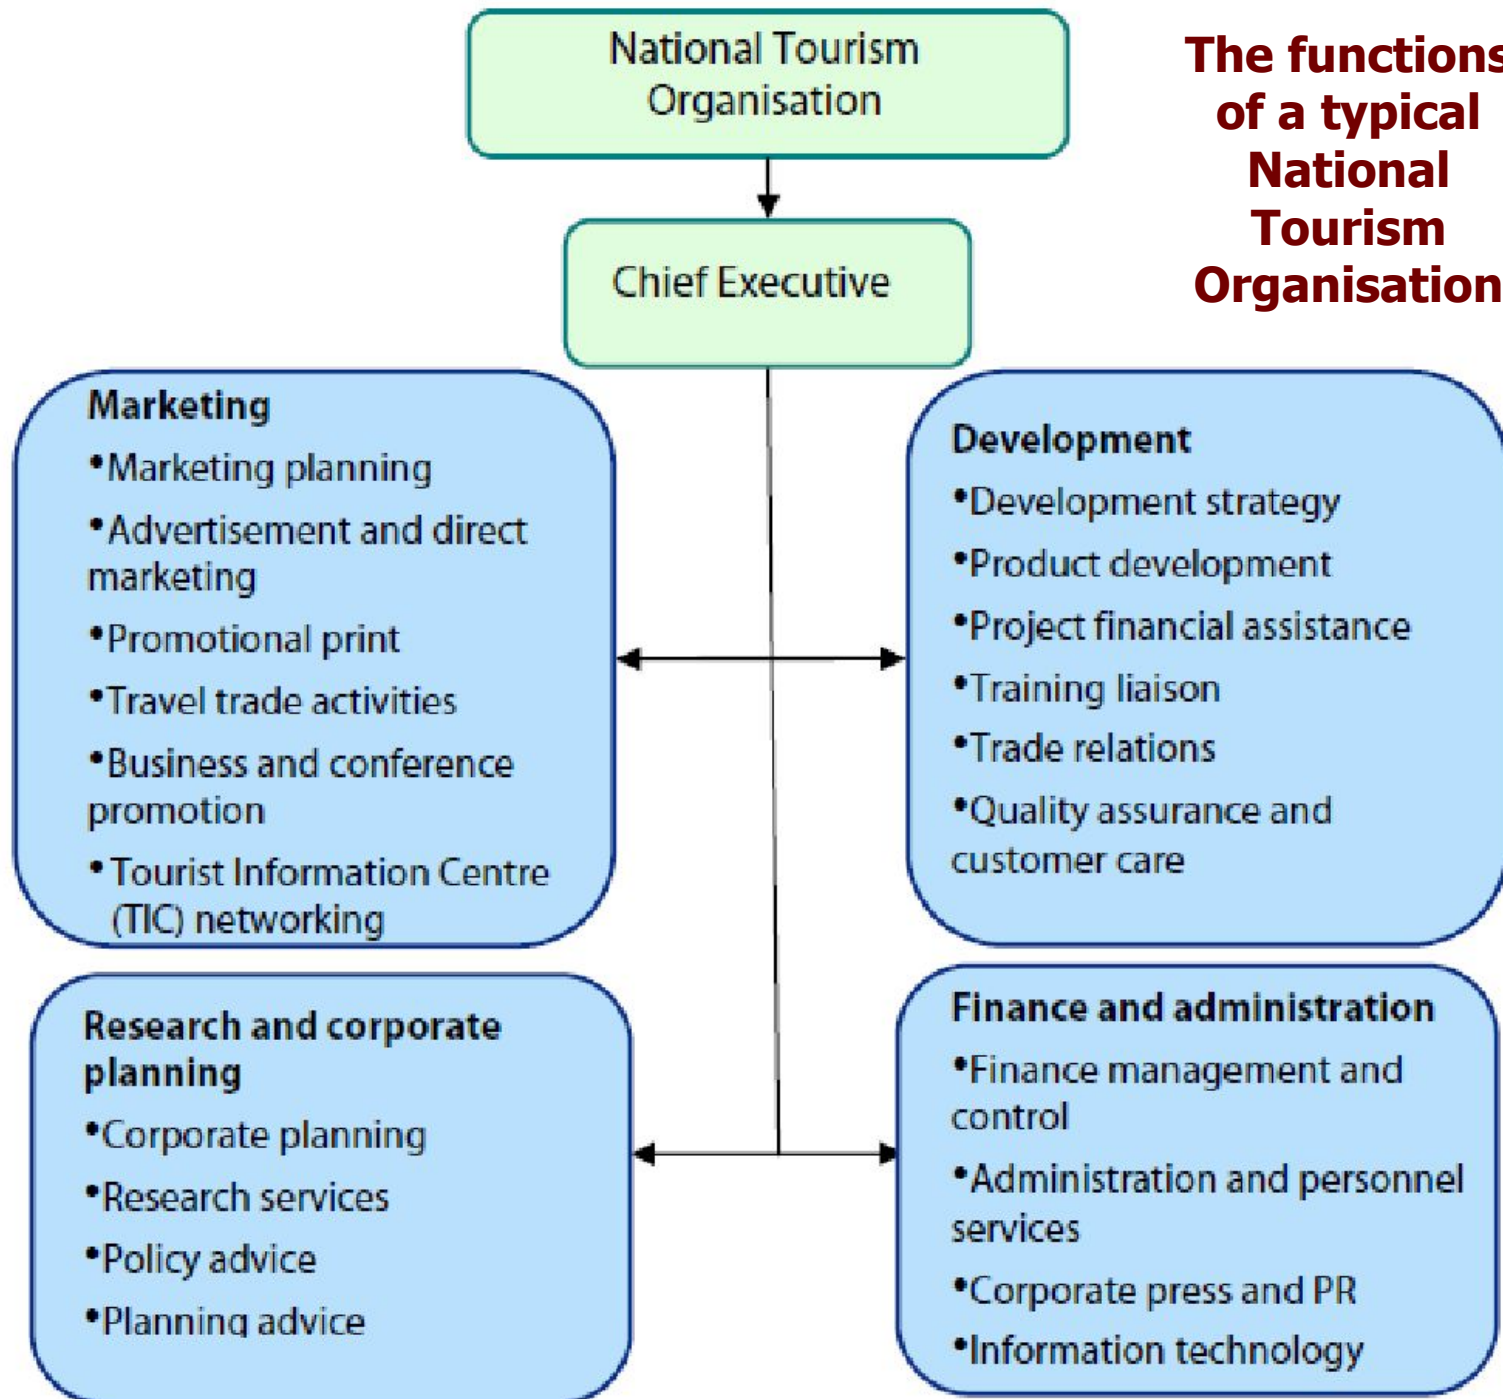 National Tourism
Organisation
The functions
of a typical
National
Tourism
Organisation
Chief Executive
Marketing
•Marketing planning
•Advertisement and direct
marketing
•Promotional print
•Travel trade activities
•Business and conference
promotion
• Tourist Information Centre
(TIC) networking
Development
•Development strategy
•Product development
•Project financial assistance
•Training liaison
•Trade relations
•Quality assurance and
customer care
Research and corporate
planning
•Corporate planning
•Research services
•Policy advice
•Planning advice
Finance and administration
•Finance management and
control
•Administration and personnel
services
•Corporate press and PR
•Information technology